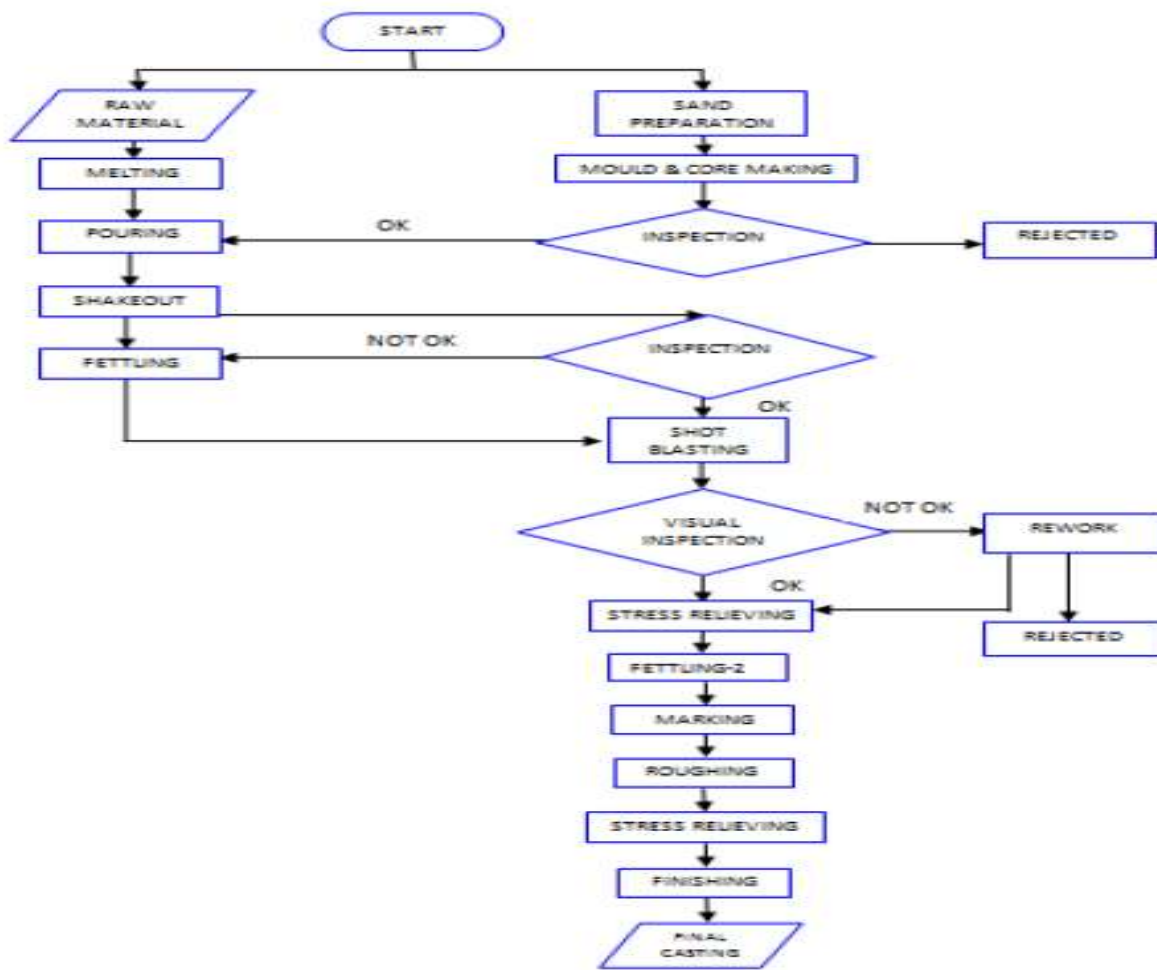 START
RAW
MATERIAL
SAND
PREPARATION
MELTING
MOULD & CORE MAKING
POURING
OK
INSPECTION
REJECTED
SHAKEOUT
NOT OK
INSPECTION
FETTLING
OK
SHOT
BLASTING
NOT OK
VISUAL
INSPECTION
REWORK
OK
STRESS RELIEVING
REJECTED
FETTLING-2
MARKING
ROUGHING
STRESS RELIEVING
FINISHING
FINAL
CASTING